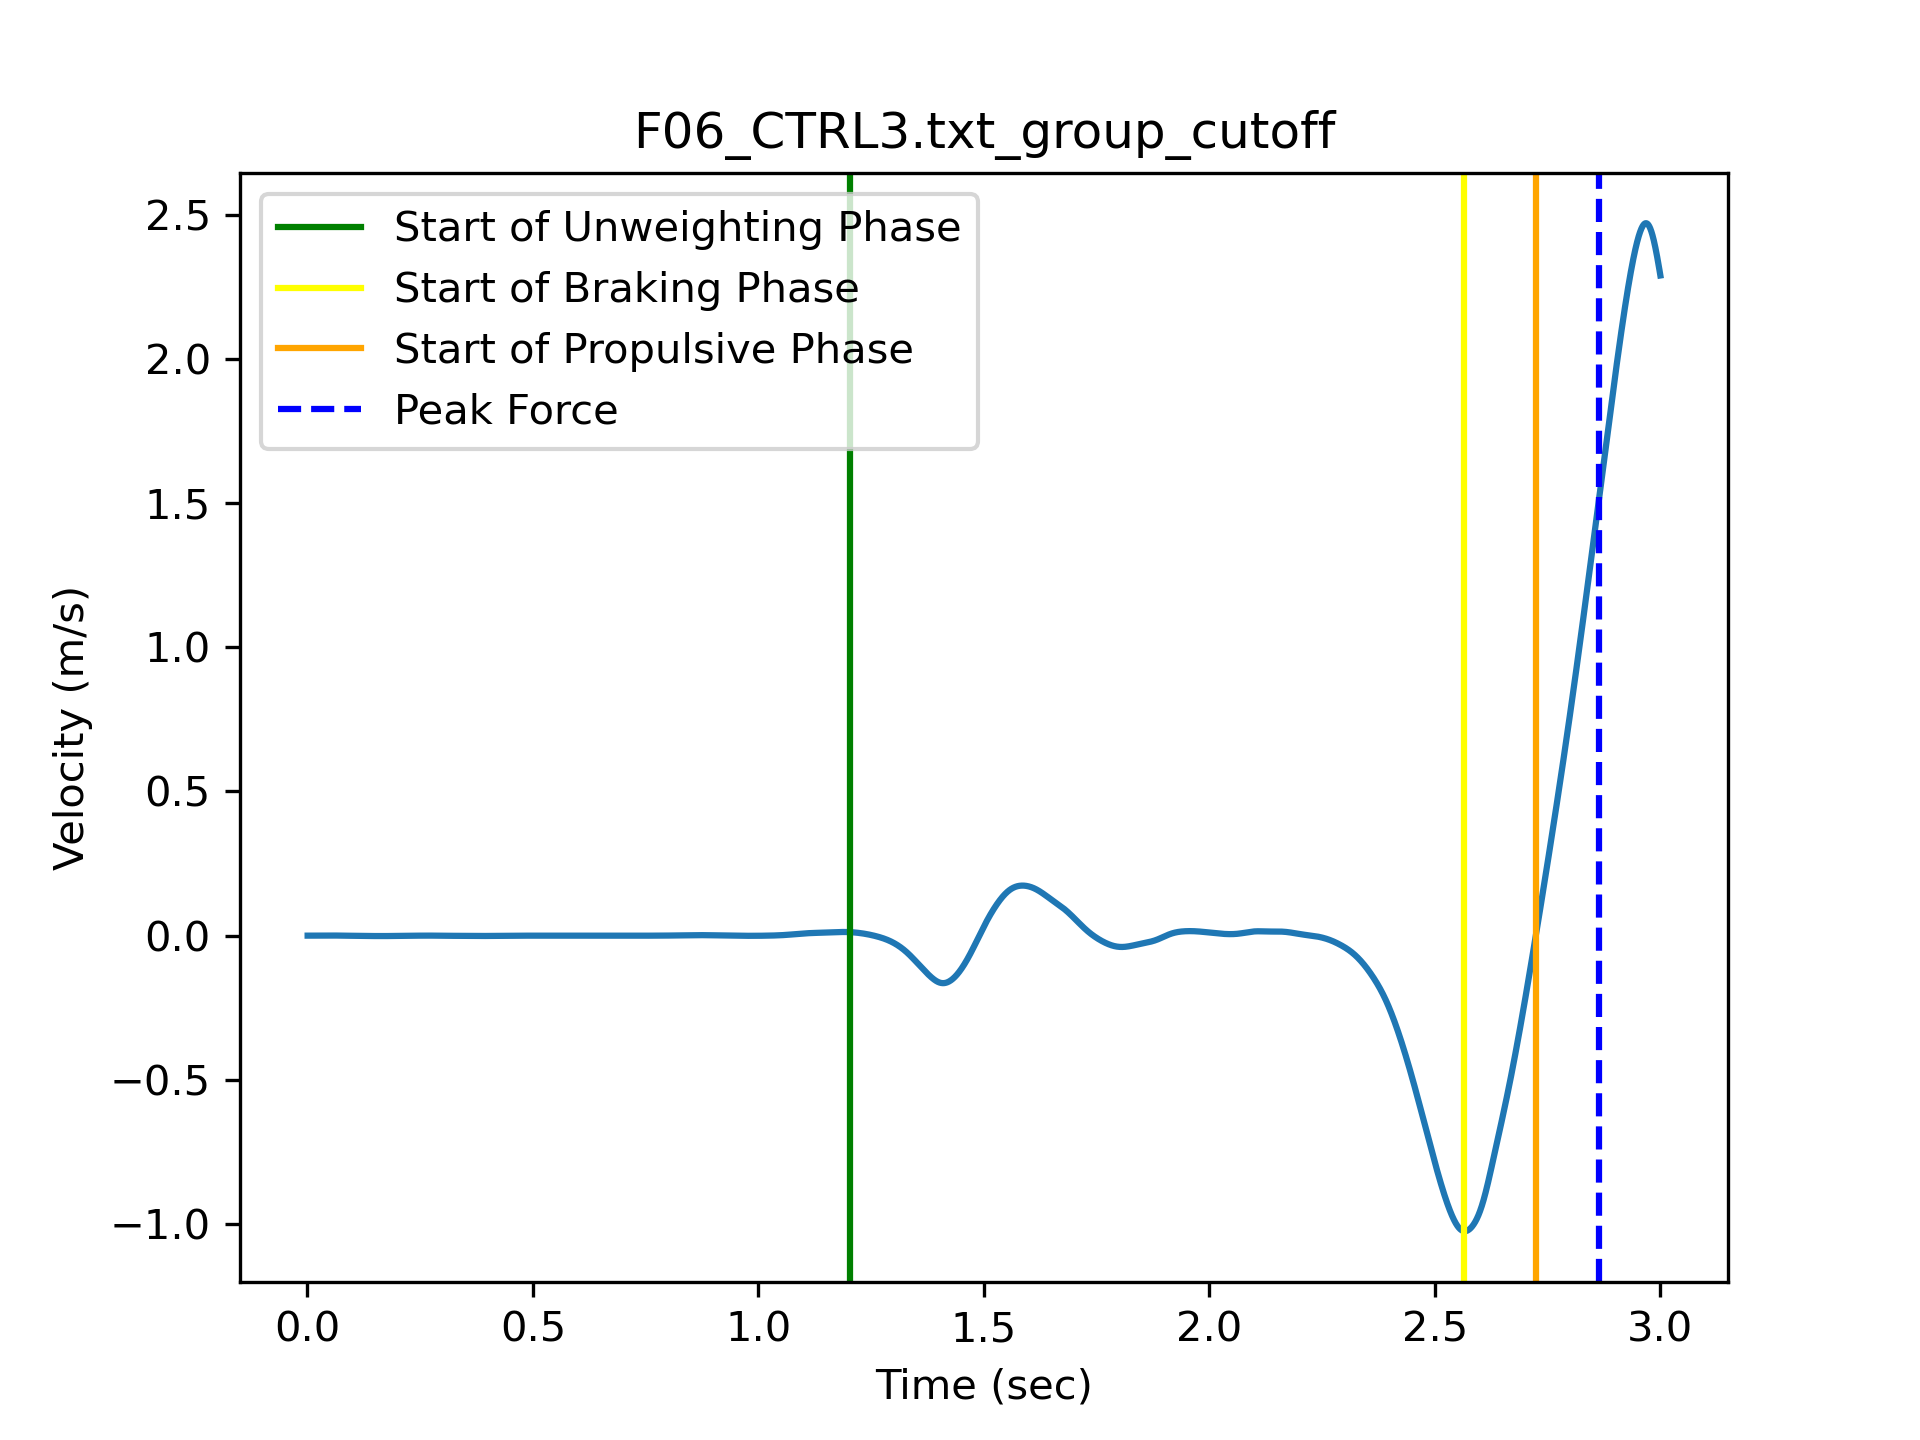 F06_CTRL3.txt_group_cutoff
Start of Unweighting Phase
Start of Braking Phase
Start of Propulsive Phase
Peak Force
2.5
2.0
1.5
1.0
0.5
0.0
−0.5
−1.0
Velocity (m/s)
0.0 0.5 1.0 1.5 2.0 2.5 3.0
Time (sec)